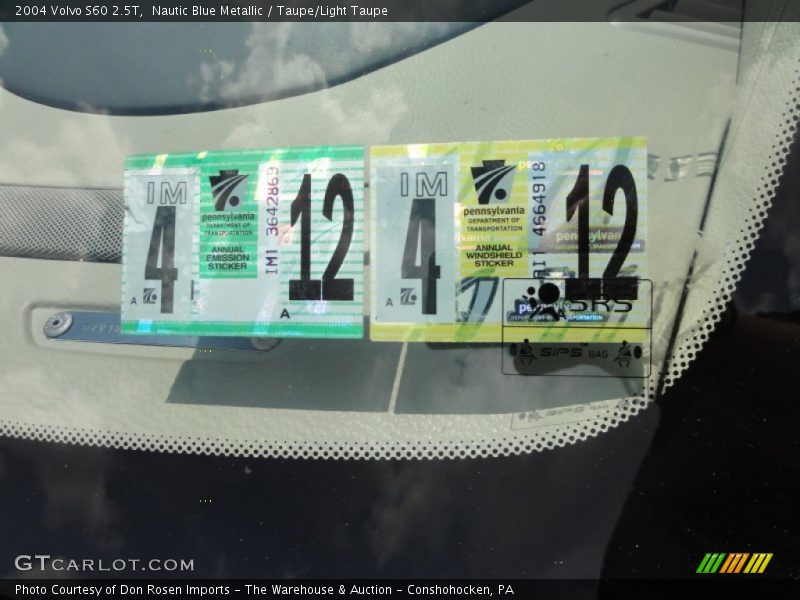 2004 Volvo S60 2.5T, Nautic Blue Metallic / Taupe/Light Taupe
IM
4
A
pennsylvania
DEPARTMENT OF
TRANSPORTATION
ANNUAL
EMISSION
STICKER
IM1 3642869
12
A
IM
4
A
pennsylvania
DEPARTMENT OF
TRANSPORTATION
ANNUAL
WINDSHIELD
STICKER
AI1 4664918
12
SRS
SIPS BAG
GTCARLOT.COM
Photo Courtesy of Don Rosen Imports - The Warehouse & Auction - Conshohocken, PA